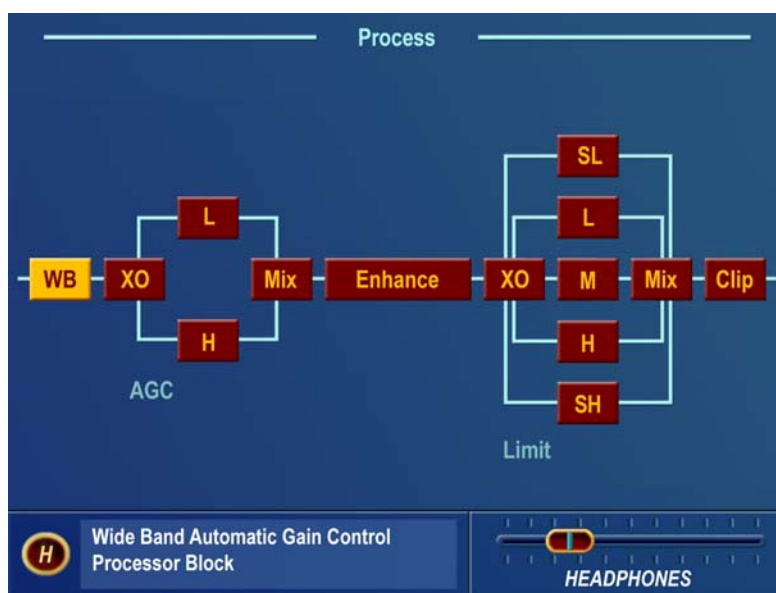 Process
SL
L
L
WB XO Mix Enhance XO M Mix Clip
H
H
AGC
SH
Limit
H
Wide Band Automatic Gain Control
Processor Block
HEADPHONES